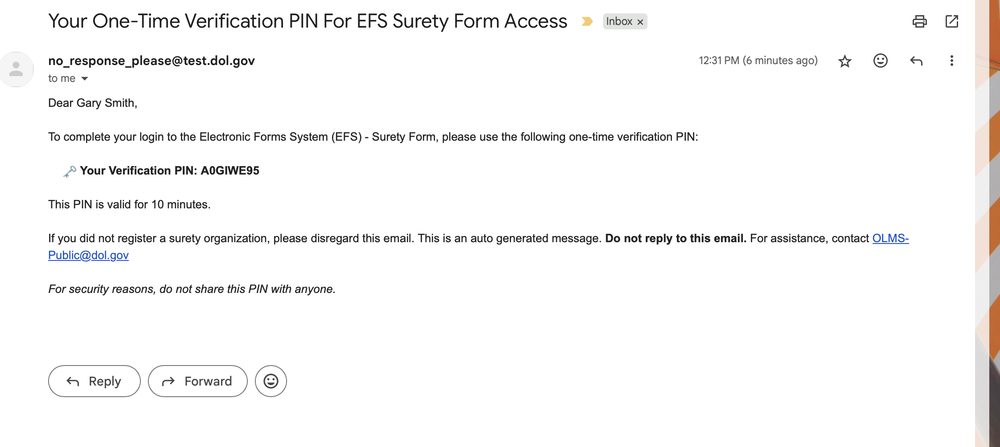 Your One-Time Verification PIN For EFS Surety Form Access Inbox ×
no_response_please@test.dol.gov 12:31 PM (6 minutes ago)
to me
Dear Gary Smith,
To complete your login to the Electronic Forms System (EFS) - Surety Form, please use the following one-time verification PIN:
Your Verification PIN: A0GIWE95
This PIN is valid for 10 minutes.
If you did not register a surety organization, please disregard this email. This is an auto generated message. Do not reply to this email. For assistance, contact OLMS-
Public@dol.gov
For security reasons, do not share this PIN with anyone.
Reply Forward